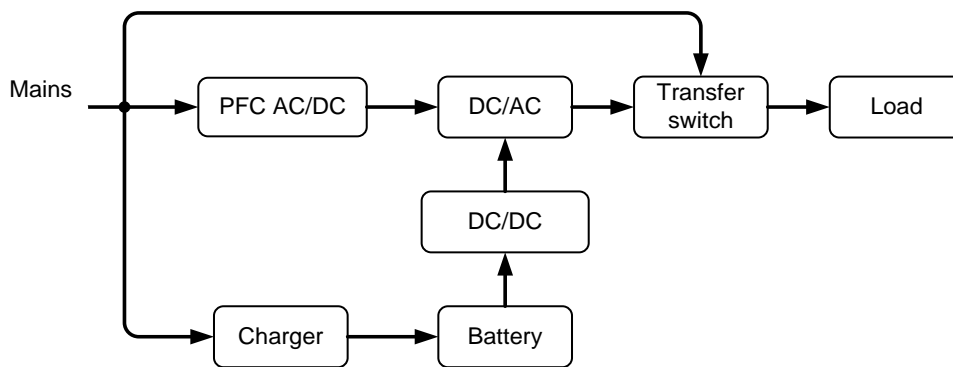 Mains
PFC AC/DC
DC/AC
Transfer
switch
Load
DC/DC
Charger
Battery